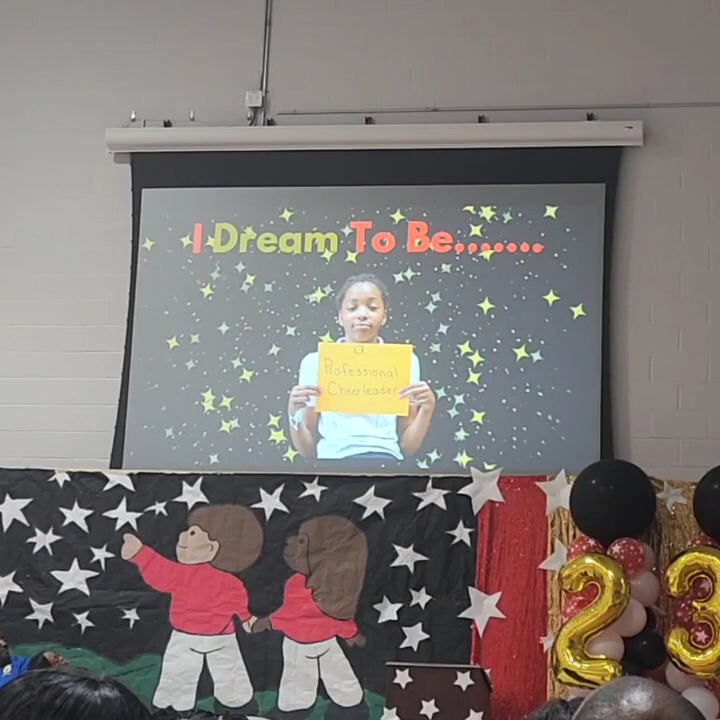 I Dream To Be.......
a
Professional
Cheerleader
23